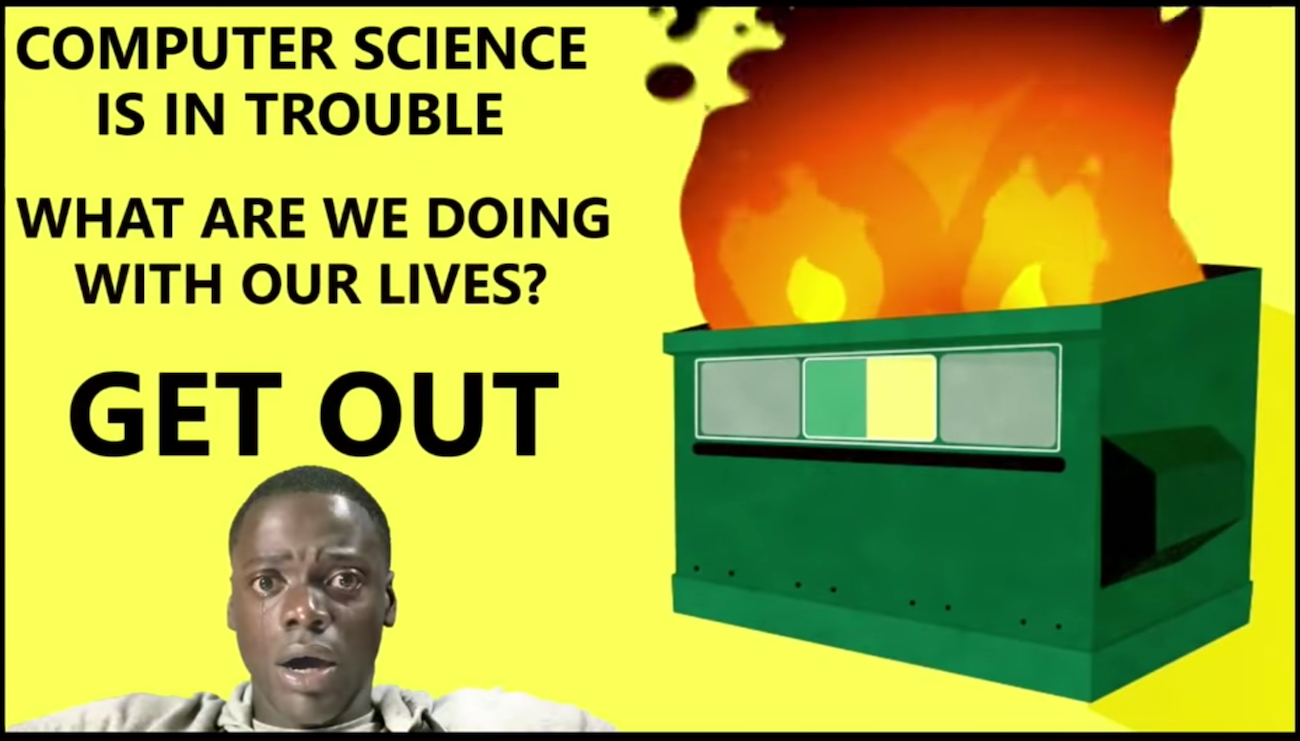 COMPUTER SCIENCE
IS IN TROUBLE
WHAT ARE WE DOING
WITH OUR LIVES?
GET OUT